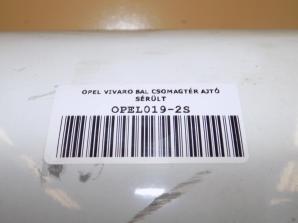 OPEL VIVARO BAL CSOMAGTÉR AJTÓ
SÉRÜLT
OPEL019-2S